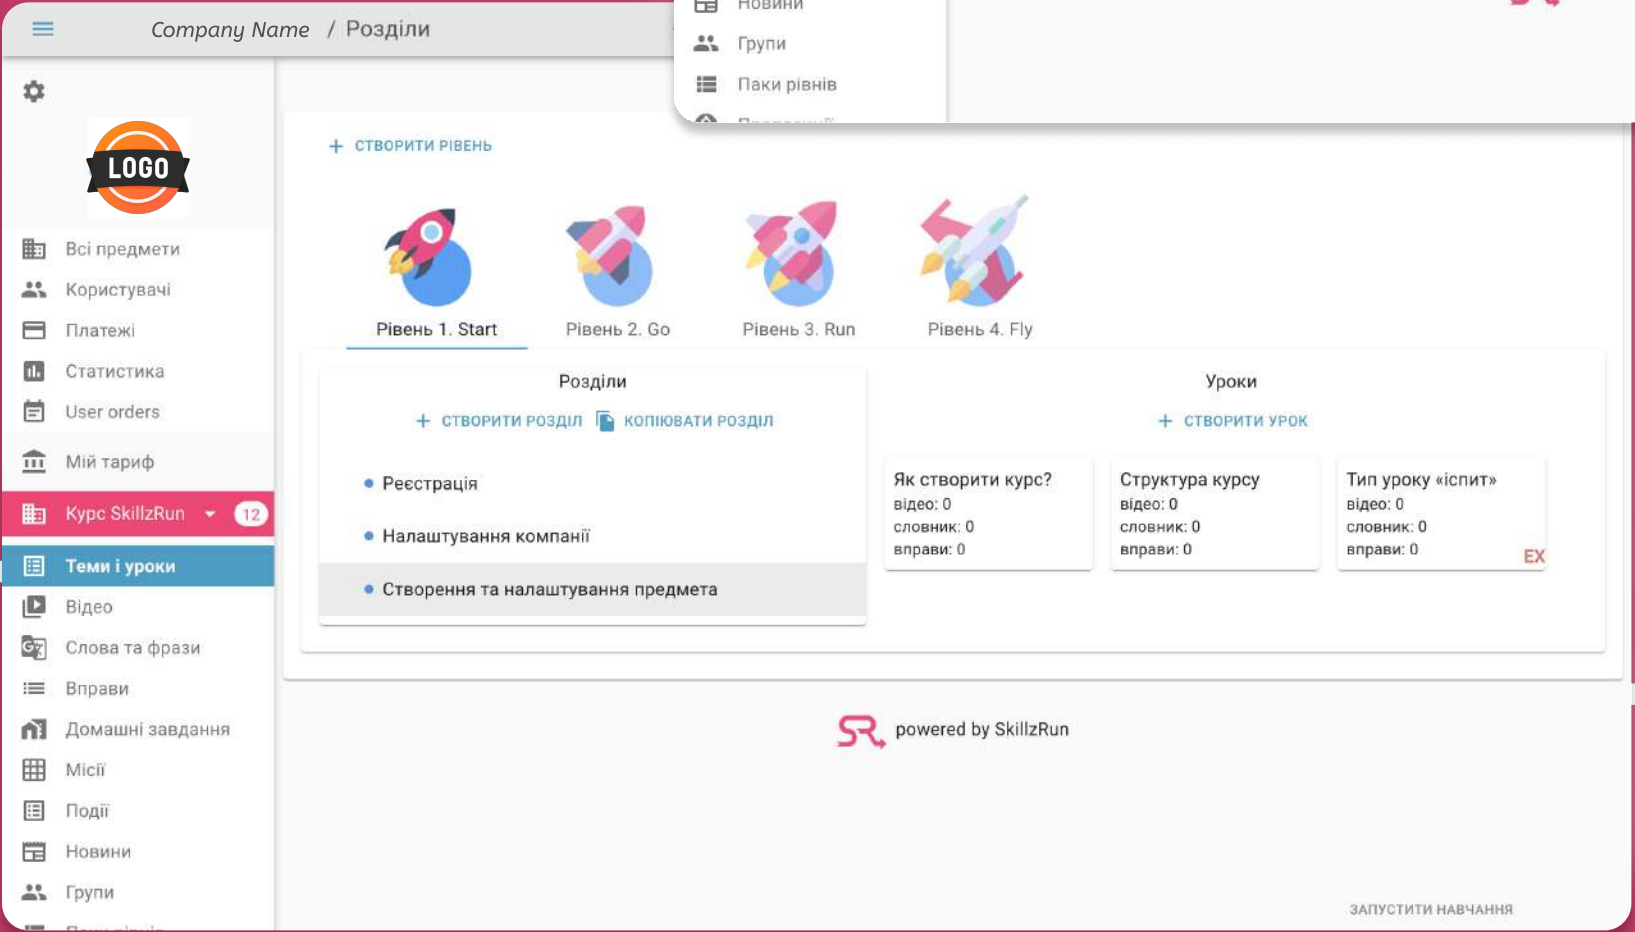 Company Name / Розділи
Новини
Групи
Паки рівнів
LOGO
Всі предмети
Користувачі
Платежі
Статистика
User orders
Мій тариф
Курс SkillzRun 12
Теми і уроки
Відео
Слова та фрази
Вправи
Домашні завдання
Місії
Події
Новини
Групи
+ СТВОРИТИ РІВЕНЬ
Рівень 1. Start
Рівень 2. Go
Рівень 3. Run
Рівень 4. Fly
Розділи
+ СТВОРИТИ РОЗДІЛ КОПІЮВАТИ РОЗДІЛ
Реєстрація
Налаштування компанії
Створення та налаштування предмета
Уроки
+ СТВОРИТИ УРОК
Як створити курс?
відео: 0
словник: 0
вправи: 0
Структура курсу
відео: 0
словник: 0
вправи: 0
Тип уроку «іспит»
відео: 0
словник: 0
вправи: 0
EX
SR powered by SkillzRun
ЗАПУСТИТИ НАВЧАННЯ